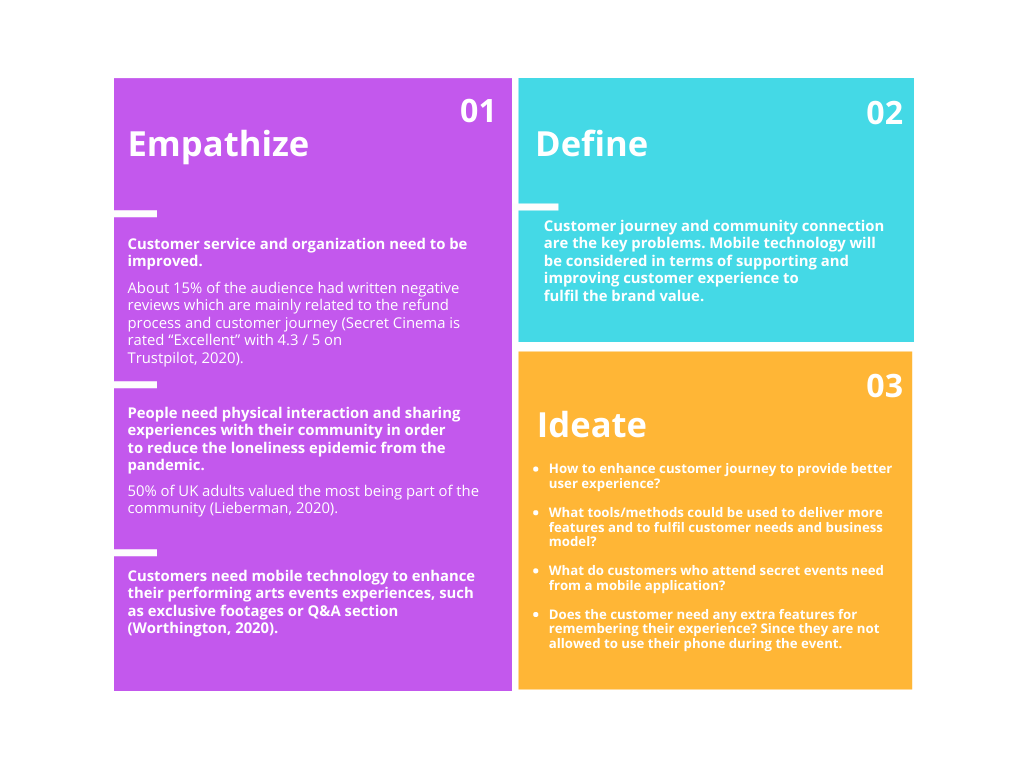 01
Empathize
Customer service and organization need to be
improved.
About 15% of the audience had written negative
reviews which are mainly related to the refund
process and customer journey (Secret Cinema is
rated “Excellent” with 4.3 / 5 on
Trustpilot, 2020).
People need physical interaction and sharing
experiences with their community in order
to reduce the loneliness epidemic from the
pandemic.
50% of UK adults valued the most being part of the
community (Lieberman, 2020).
Customers need mobile technology to enhance
their performing arts events experiences, such
as exclusive footages or Q&A section
(Worthington, 2020).
02
Define
Customer journey and community connection
are the key problems. Mobile technology will
be considered in terms of supporting and
improving customer experience to
fulfil the brand value.
03
Ideate
• How to enhance customer journey to provide better
user experience?
• What tools/methods could be used to deliver more
features and to fulfil customer needs and business
model?
• What do customers who attend secret events need
from a mobile application?
• Does the customer need any extra features for
remembering their experience? Since they are not
allowed to use their phone during the event.